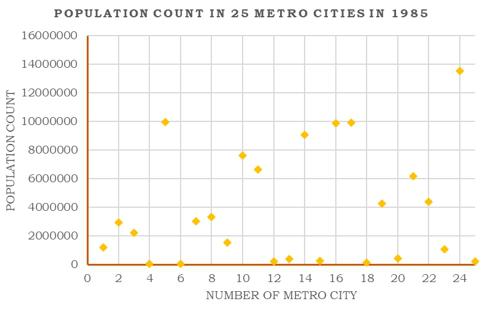 POPULATION COUNT IN 25 METRO CITIES IN 1985
16000000
14000000
12000000
10000000
8000000
6000000
4000000
2000000
0
POPULATION COUNT
0 2 4 6 8 10 12 14 16 18 20 22 24
NUMBER OF METRO CITY